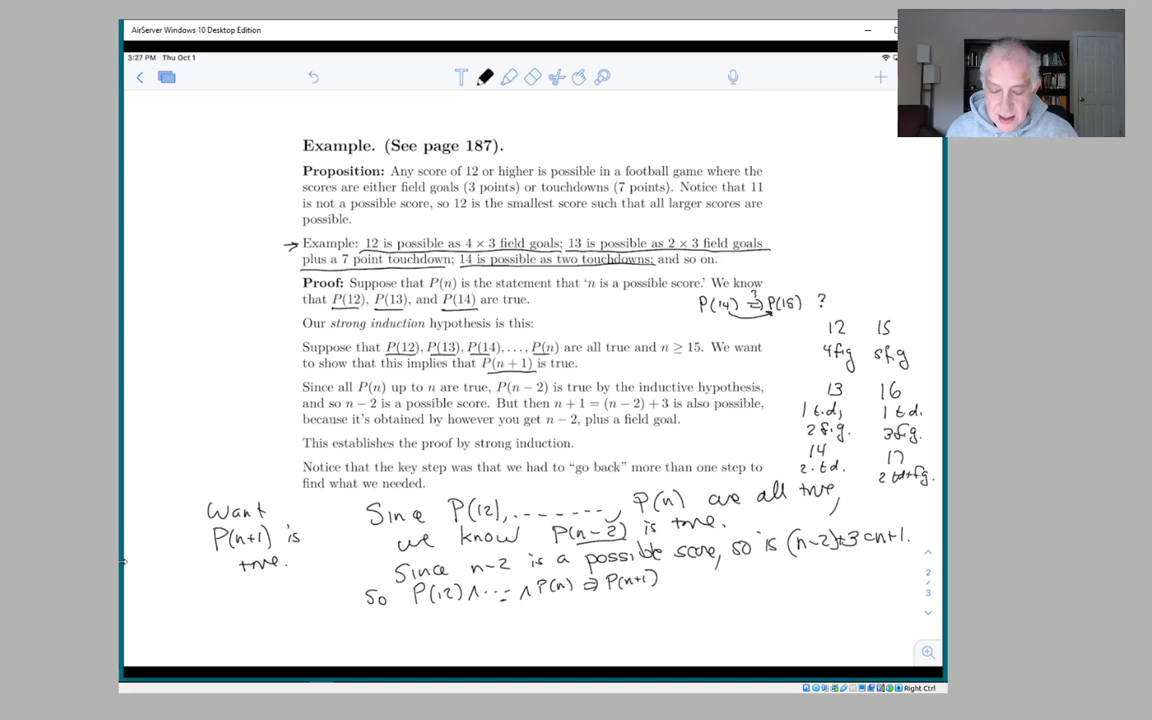 AirServer Windows 10 Desktop Edition
3:27 PM Thu Oct 1
Example. (See page 187).
Proposition: Any score of 12 or higher is possible in a football game where the
scores are either field goals (3 points) or touchdowns (7 points). Notice that 11
is not a possible score, so 12 is the smallest score such that all larger scores are
possible.
Example: 12 is possible as 4 × 3 field goals; 13 is possible as 2 × 3 field goals
plus a 7 point touchdown; 14 is possible as two touchdowns; and so on.
Proof: Suppose that P(n) is the statement that ‘n is a possible score.’ We know
that P(12), P(13), and P(14) are true.
P(14) ⇒ P(15) ?
?
Our strong induction hypothesis is this:
Suppose that P(12), P(13), P(14), . . . , P(n) are all true and n ≥ 15. We want
to show that this implies that P(n + 1) is true.
Since all P(n) up to n are true, P(n − 2) is true by the inductive hypothesis,
and so n − 2 is a possible score. But then n + 1 = (n − 2) + 3 is also possible,
because it's obtained by however you get n − 2, plus a field goal.
This establishes the proof by strong induction.
Notice that the key step was that we had to “go back” more than one step to
find what we needed.
12 15
4 fig 5 f.g
13 16
1 t.d, 1 t.d.
2 fig. 3 fig.
14 17
2. td. 2 td+fg.
Want
P(n+1) is
true.
Since P(12), - - - - - - - , P(n) are all true,
we know P(n-2) is true.
Since n-2 is a possible score, so is (n-2)+3 = n+1.
So P(12) ∧ ... ∧ P(n) ⇒ P(n+1)
2
3
Right Ctrl